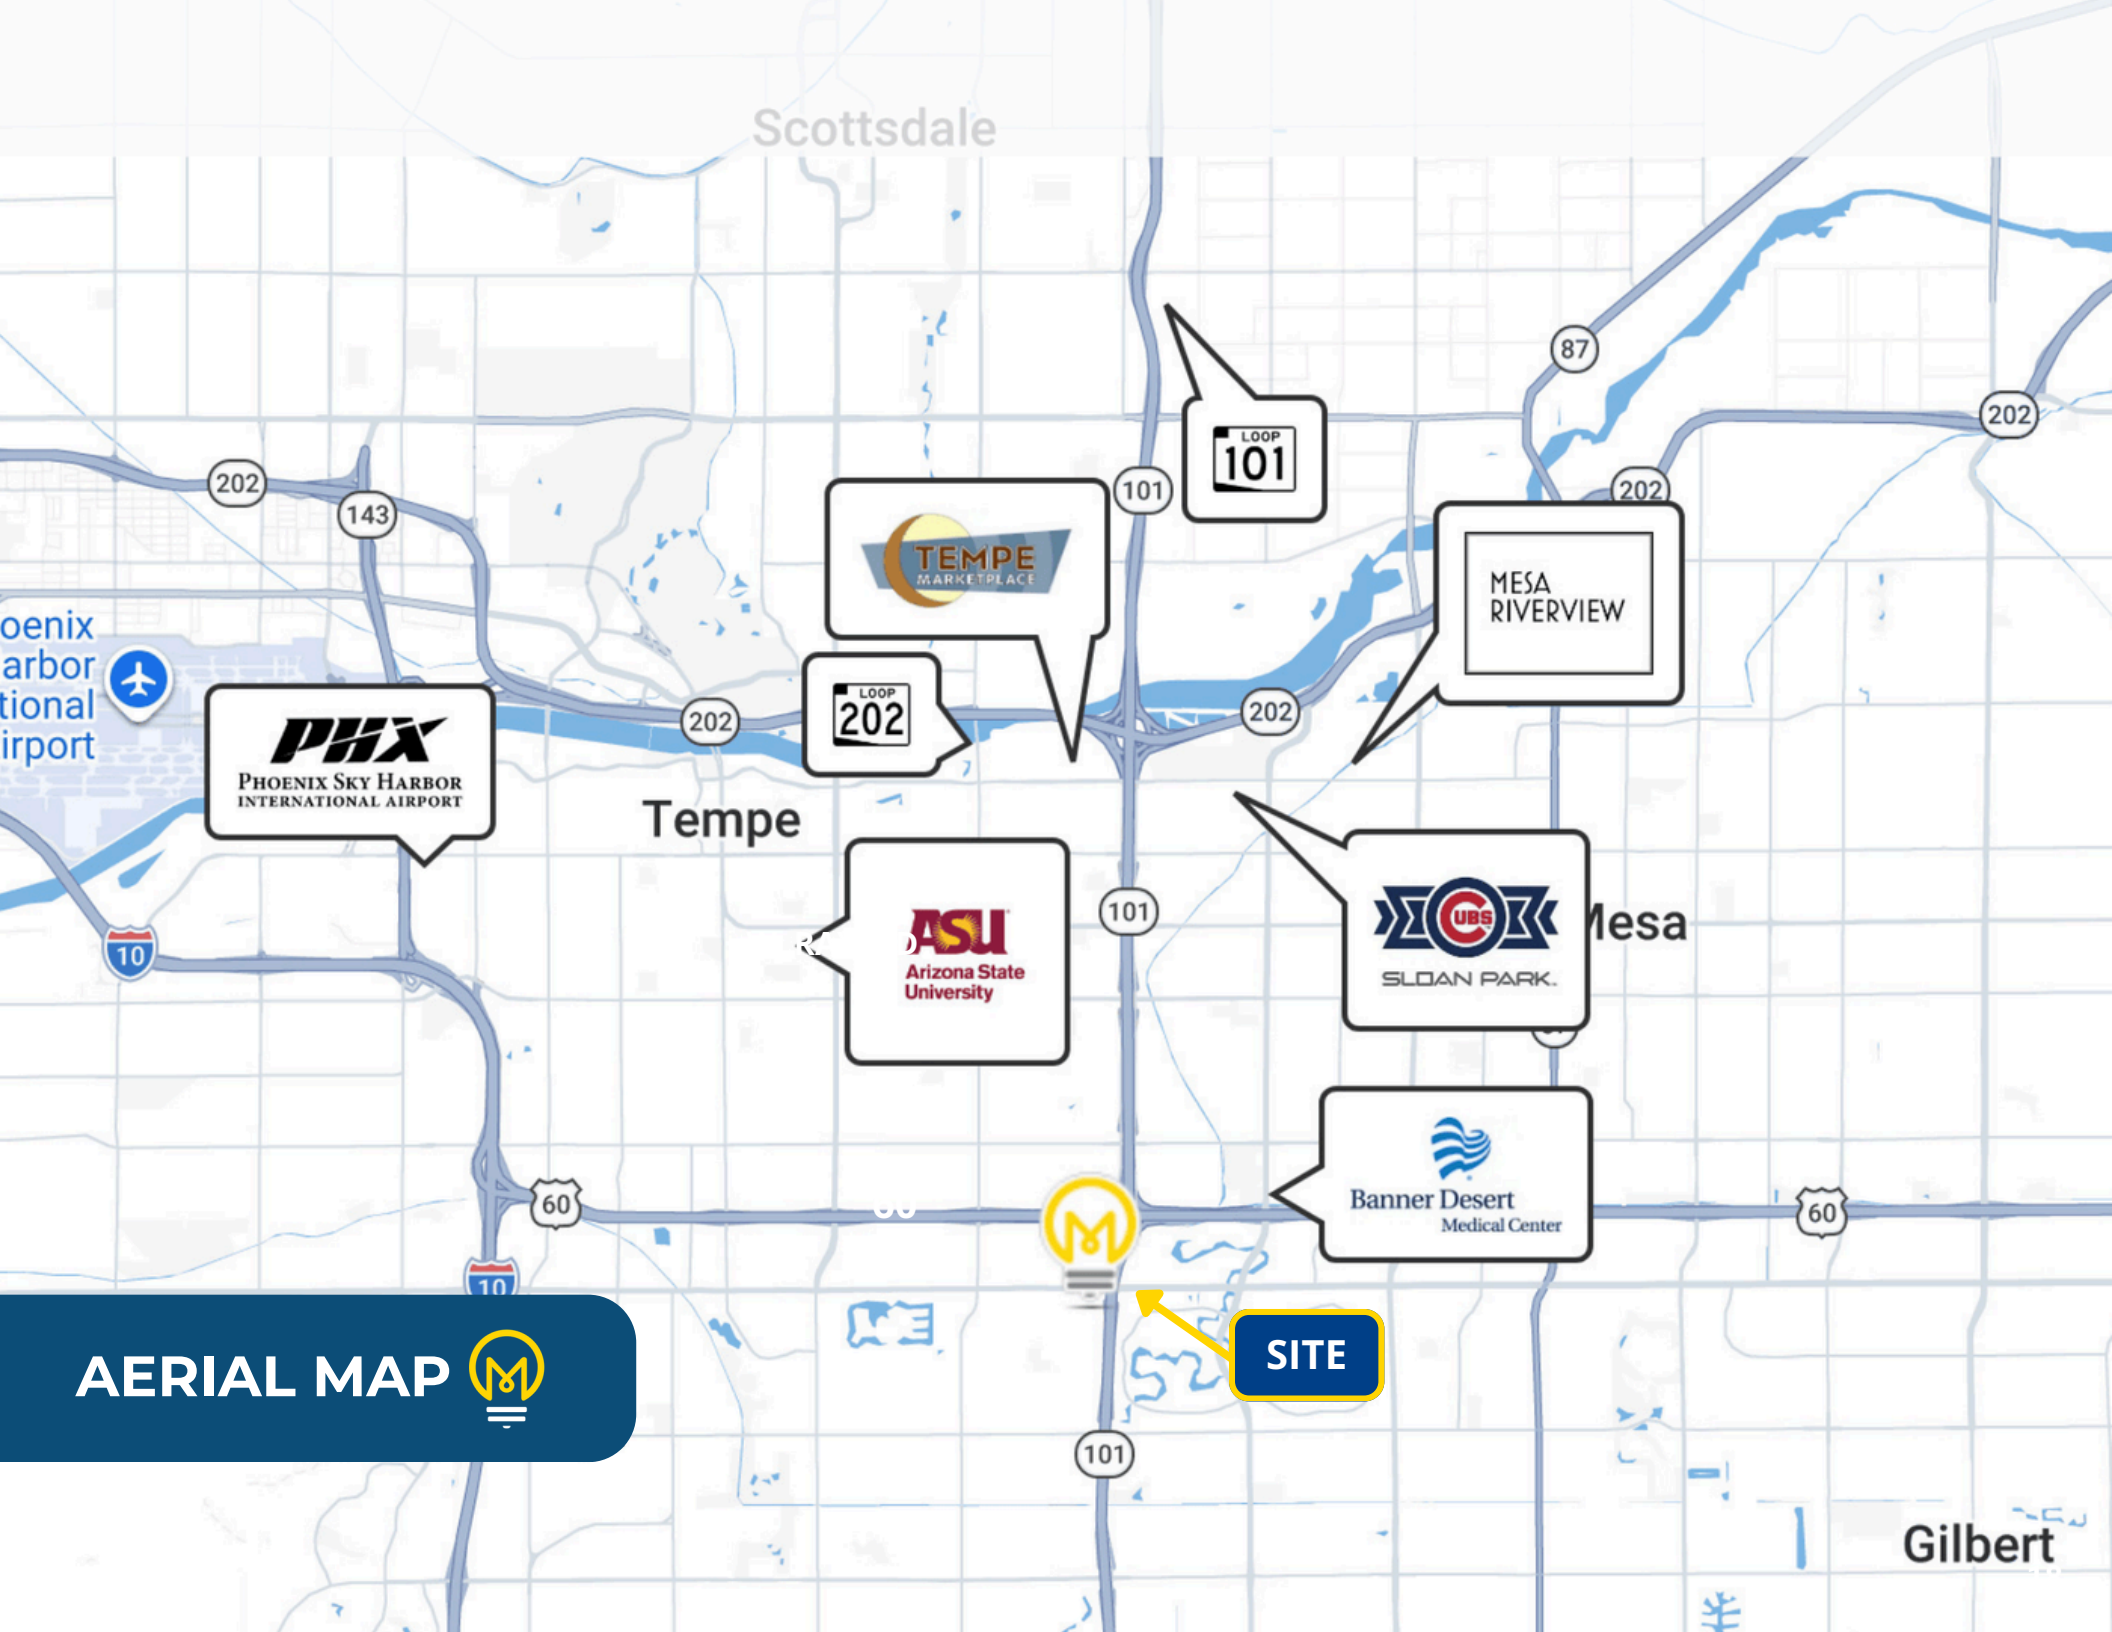 Scottsdale
87
202
LOOP
101
101
202
202
143
TEMPE
MARKETPLACE
MESA
RIVERVIEW
oenix
arbor
tional
irport
LOOP
202
202
202
PHX
PHOENIX SKY HARBOR
INTERNATIONAL AIRPORT
Tempe
101
ASU
Arizona State
University
CUBS
SLOAN PARK
Mesa
10
60
Banner Desert
Medical Center
60
10
SITE
AERIAL MAP
101
Gilbert